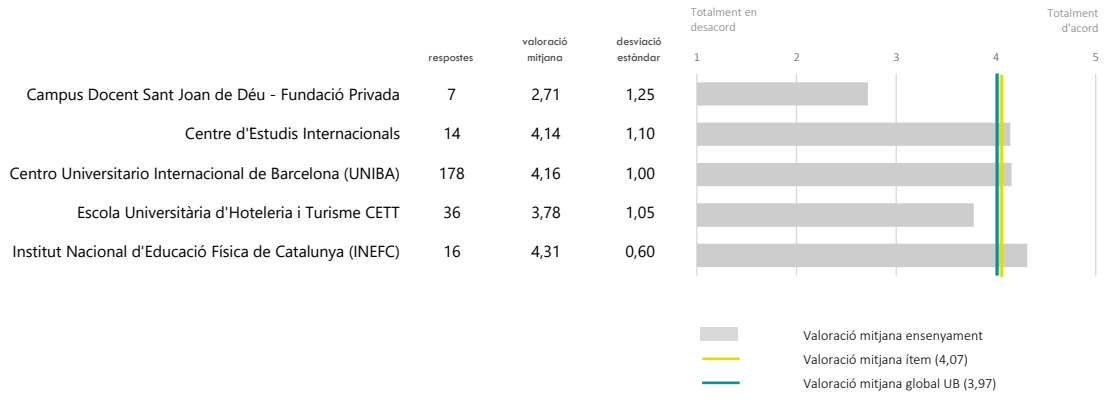 Totalment en desacord
Totalment d'acord
respostes valoració mitjana desviació estàndar 1 2 3 4 5
Campus Docent Sant Joan de Déu - Fundació Privada 7 2,71 1,25
Centre d'Estudis Internacionals 14 4,14 1,10
Centro Universitario Internacional de Barcelona (UNIBA) 178 4,16 1,00
Escola Universitària d'Hoteleria i Turisme CETT 36 3,78 1,05
Institut Nacional d'Educació Física de Catalunya (INEFC) 16 4,31 0,60
Valoració mitjana ensenyament
Valoració mitjana ítem (4,07)
Valoració mitjana global UB (3,97)